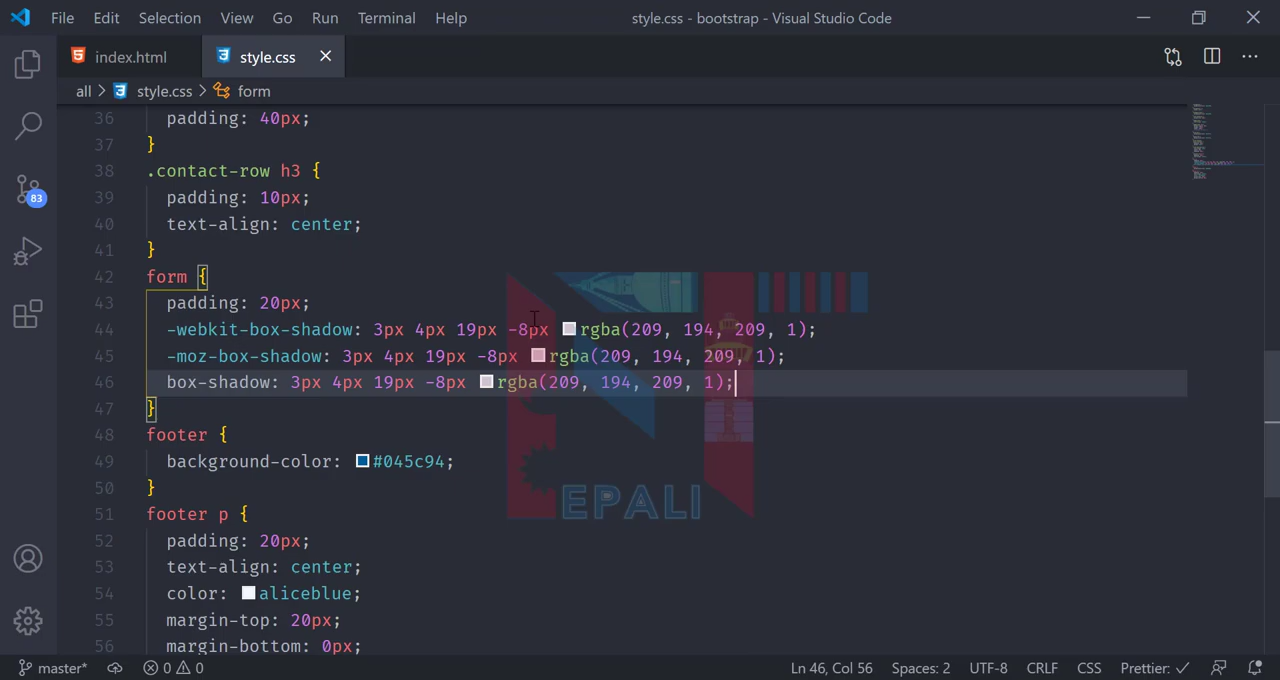 File Edit Selection View Go Run Terminal Help style.css - bootstrap - Visual Studio Code
index.html style.css
all > style.css > form
36 padding: 40px;
37 }
38 .contact-row h3 {
39 padding: 10px;
40 text-align: center;
41 }
42 form {
43 padding: 20px;
44 -webkit-box-shadow: 3px 4px 19px -8px rgba(209, 194, 209, 1);
45 -moz-box-shadow: 3px 4px 19px -8px rgba(209, 194, 209, 1);
46 box-shadow: 3px 4px 19px -8px rgba(209, 194, 209, 1);
47 }
48 footer {
49 background-color: #045c94;
50 }
51 footer p {
52 padding: 20px;
53 text-align: center;
54 color: aliceblue;
55 margin-top: 20px;
56 margin-bottom: 0px;
83
EPALI
master* 0 0 Ln 46, Col 56 Spaces: 2 UTF-8 CRLF CSS Prettier: ✓